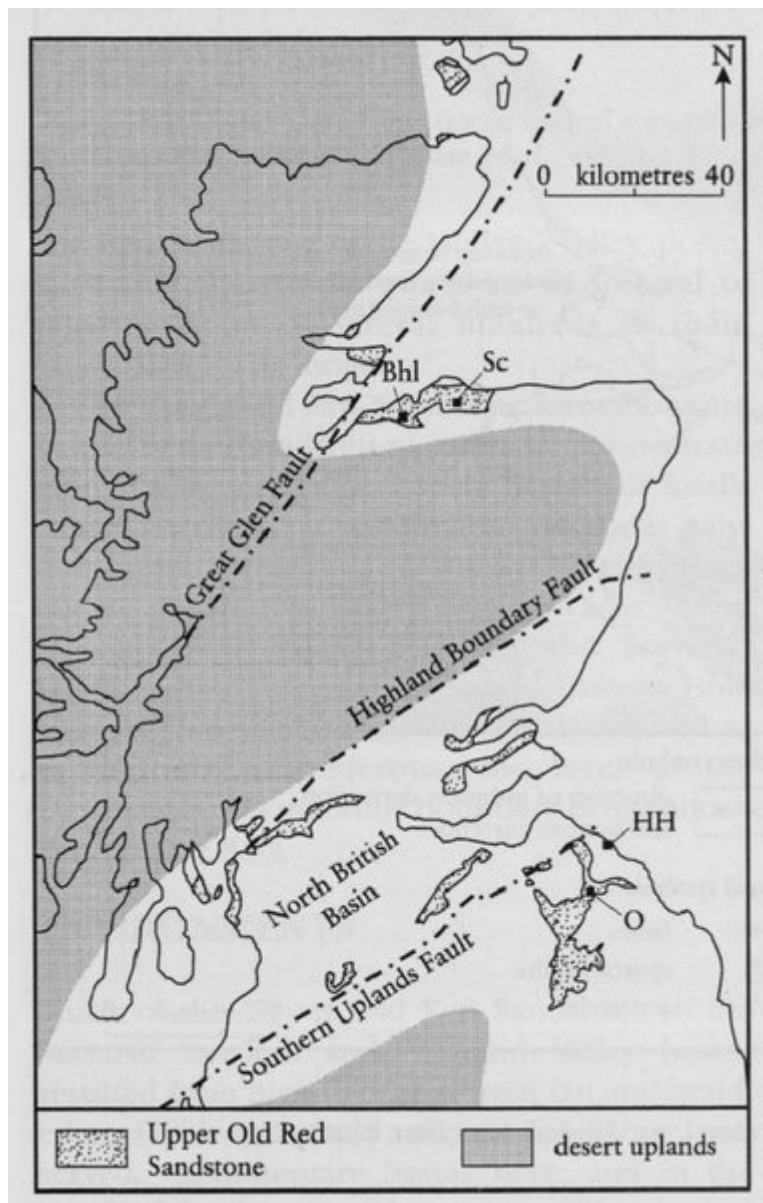 N
0 kilometres 40
Sc
Bhl
Great Glen Fault
Highland Boundary Fault
HH
North British
Basin
O
Southern Uplands Fault
Upper Old Red
Sandstone
desert uplands